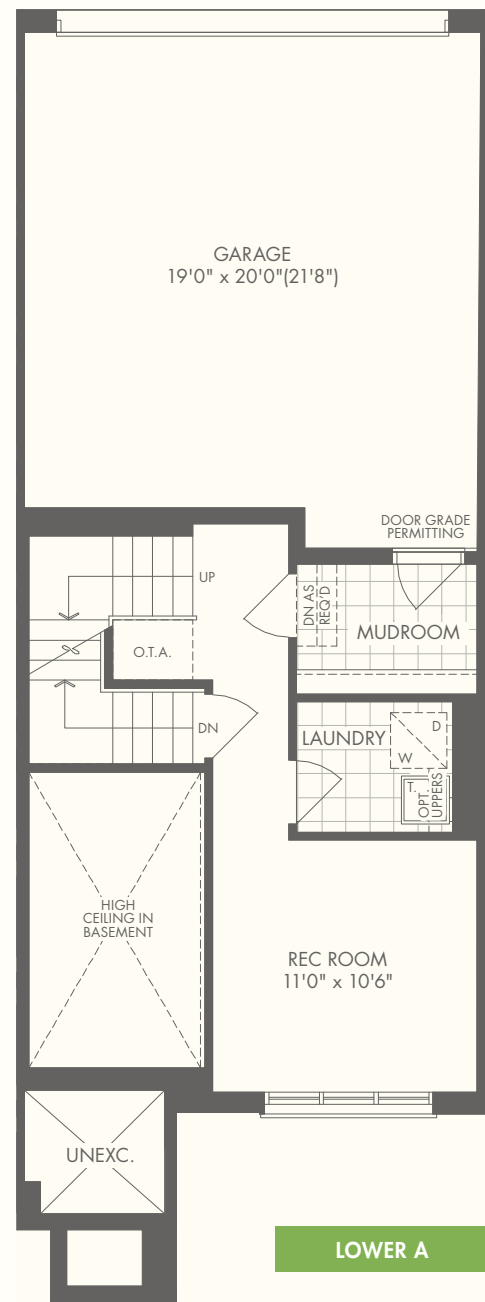 GARAGE
19'0" x 20'0"(21'8")
DOOR GRADE
PERMITTING
UP
DN AS
REQ'D
MUDROOM
O.T.A.
DN
LAUNDRY
D
W
T.
OPT.
UPPERS
HIGH
CEILING IN
BASEMENT
REC ROOM
11'0" x 10'6"
UNEXC.
LOWER A